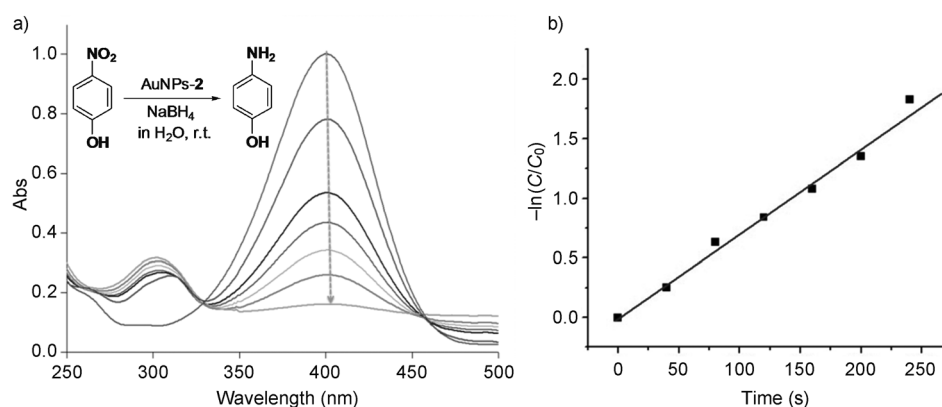 a)
1.0
0.8
0.6
0.4
0.2
0.0
Abs
NO₂
OH
AuNPs-2
NaBH₄
in H₂O, r.t.
NH₂
OH
250
300
350
400
450
500
Wavelength (nm)
b)
2.0
1.5
1.0
0.5
0.0
–ln(C/C₀)
0
50
100
150
200
250
Time (s)